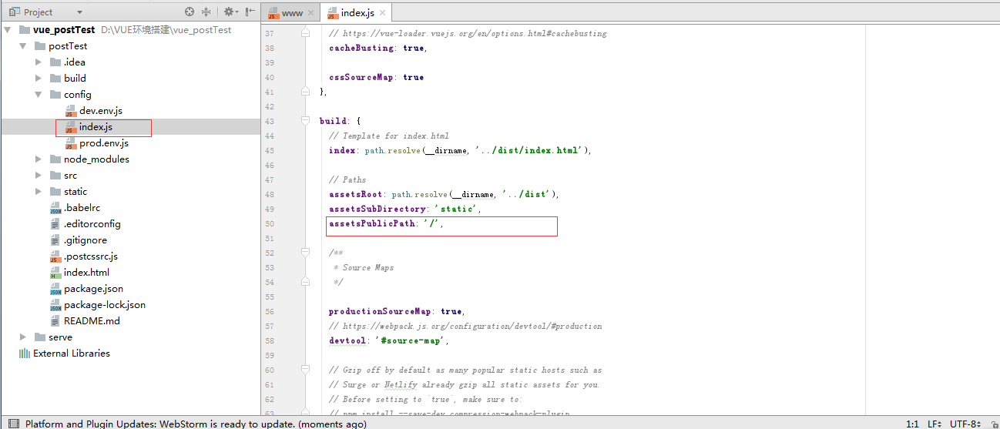 Project
www
index.js
vue_postTest D:\VUE环境搭建\vue_postTest
postTest
.idea
build
config
dev.env.js
index.js
prod.env.js
node_modules
src
static
.babelrc
.editorconfig
.gitignore
.postcssrc.js
index.html
package.json
package-lock.json
README.md
serve
External Libraries
37 // https://vue-loader.vuejs.org/en/options.html#cachebusting
38 cacheBusting: true,
39
40 cssSourceMap: true
41 },
42
43 build: {
44 // Template for index.html
45 index: path.resolve(__dirname, '../dist/index.html'),
46
47 // Paths
48 assetsRoot: path.resolve(__dirname, '../dist'),
49 assetsSubDirectory: 'static',
50 assetsPublicPath: '/',
51
52 /**
53 * Source Maps
54 */
55
56 productionSourceMap: true,
57 // https://webpack.js.org/configuration/devtool/#production
58 devtool: '#source-map',
59
60 // Gzip off by default as many popular static hosts such as
61 // Surge or Netlify already gzip all static assets for you.
62 // Before setting to `true`, make sure to:
63 // npm install --save-dev compression-webpack-plugin
Platform and Plugin Updates: WebStorm is ready to update. (moments ago)
1:1 LF UTF-8